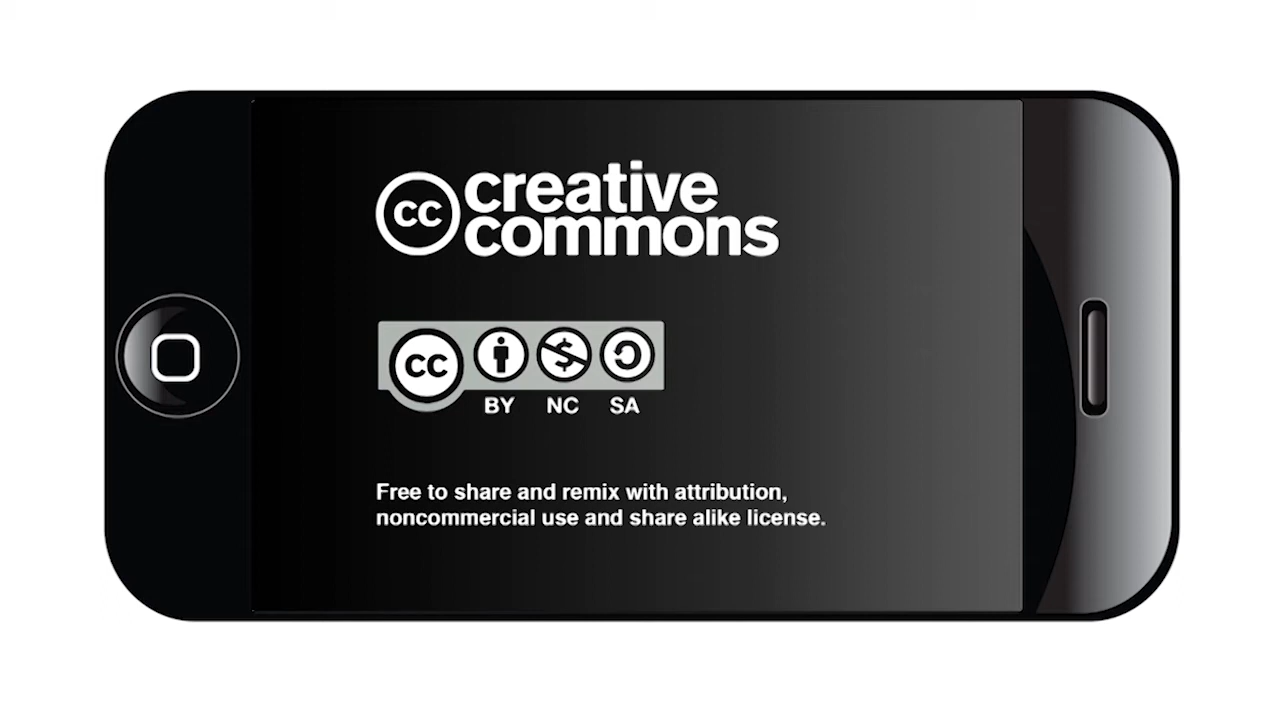 cc creative
commons
cc
BY NC SA
Free to share and remix with attribution,
noncommercial use and share alike license.